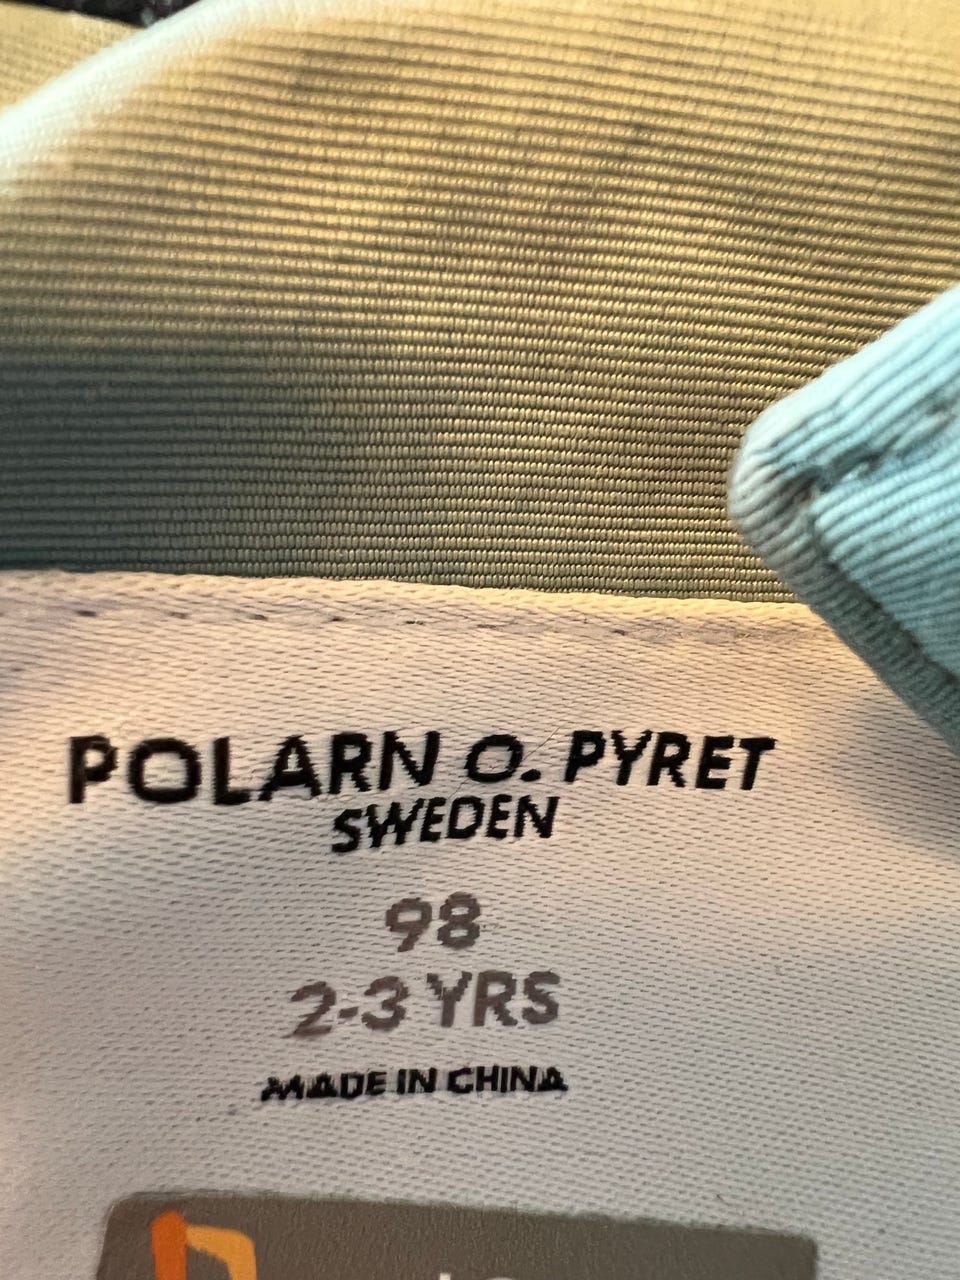 POLARN O. PYRET
SWEDEN
98
2-3 YRS
MADE IN CHINA